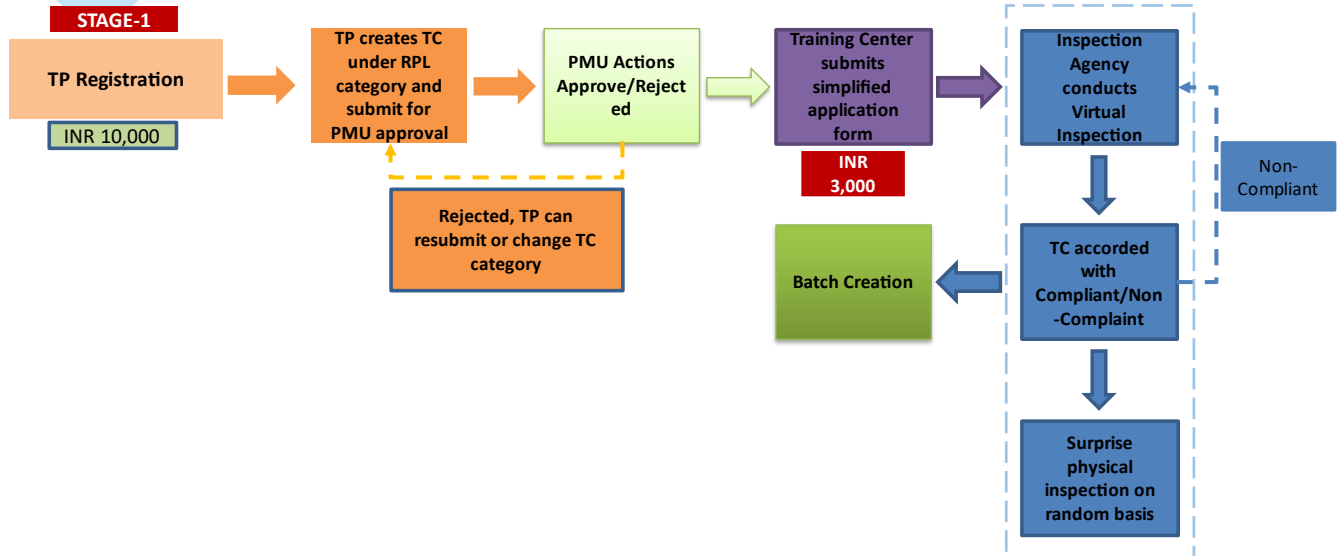 STAGE-1
TP Registration
INR 10,000
TP creates TC
under RPL
category and
submit for
PMU approval
PMU Actions
Approve/Reject
ed
Rejected, TP can
resubmit or change TC
category
Training Center
submits
simplified
application
form
INR
3,000
Inspection
Agency
conducts
Virtual
Inspection
Non-
Compliant
TC accorded
with
Compliant/Non
-Complaint
Batch Creation
Surprise
physical
inspection on
random basis